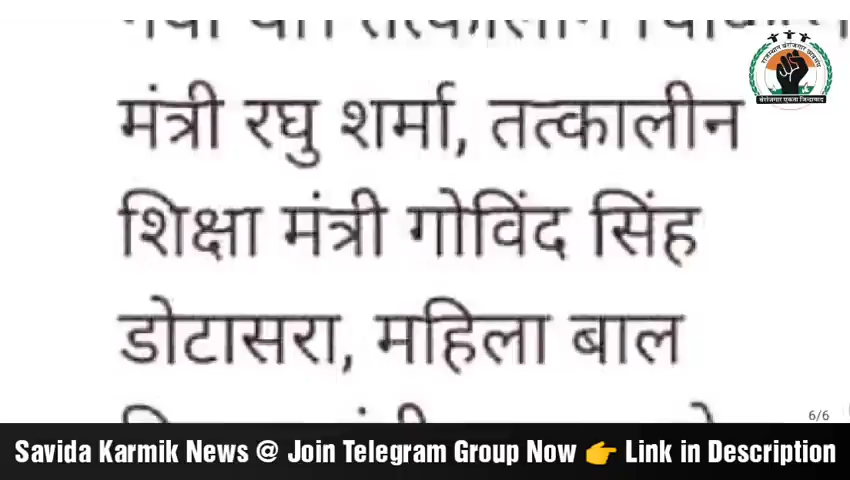 मंत्री रघु शर्मा, तत्कालीन
शिक्षा मंत्री गोविंद सिंह
डोटासरा, महिला बाल
6/6
Savida Karmik News @ Join Telegram Group Now 👉 Link in Description